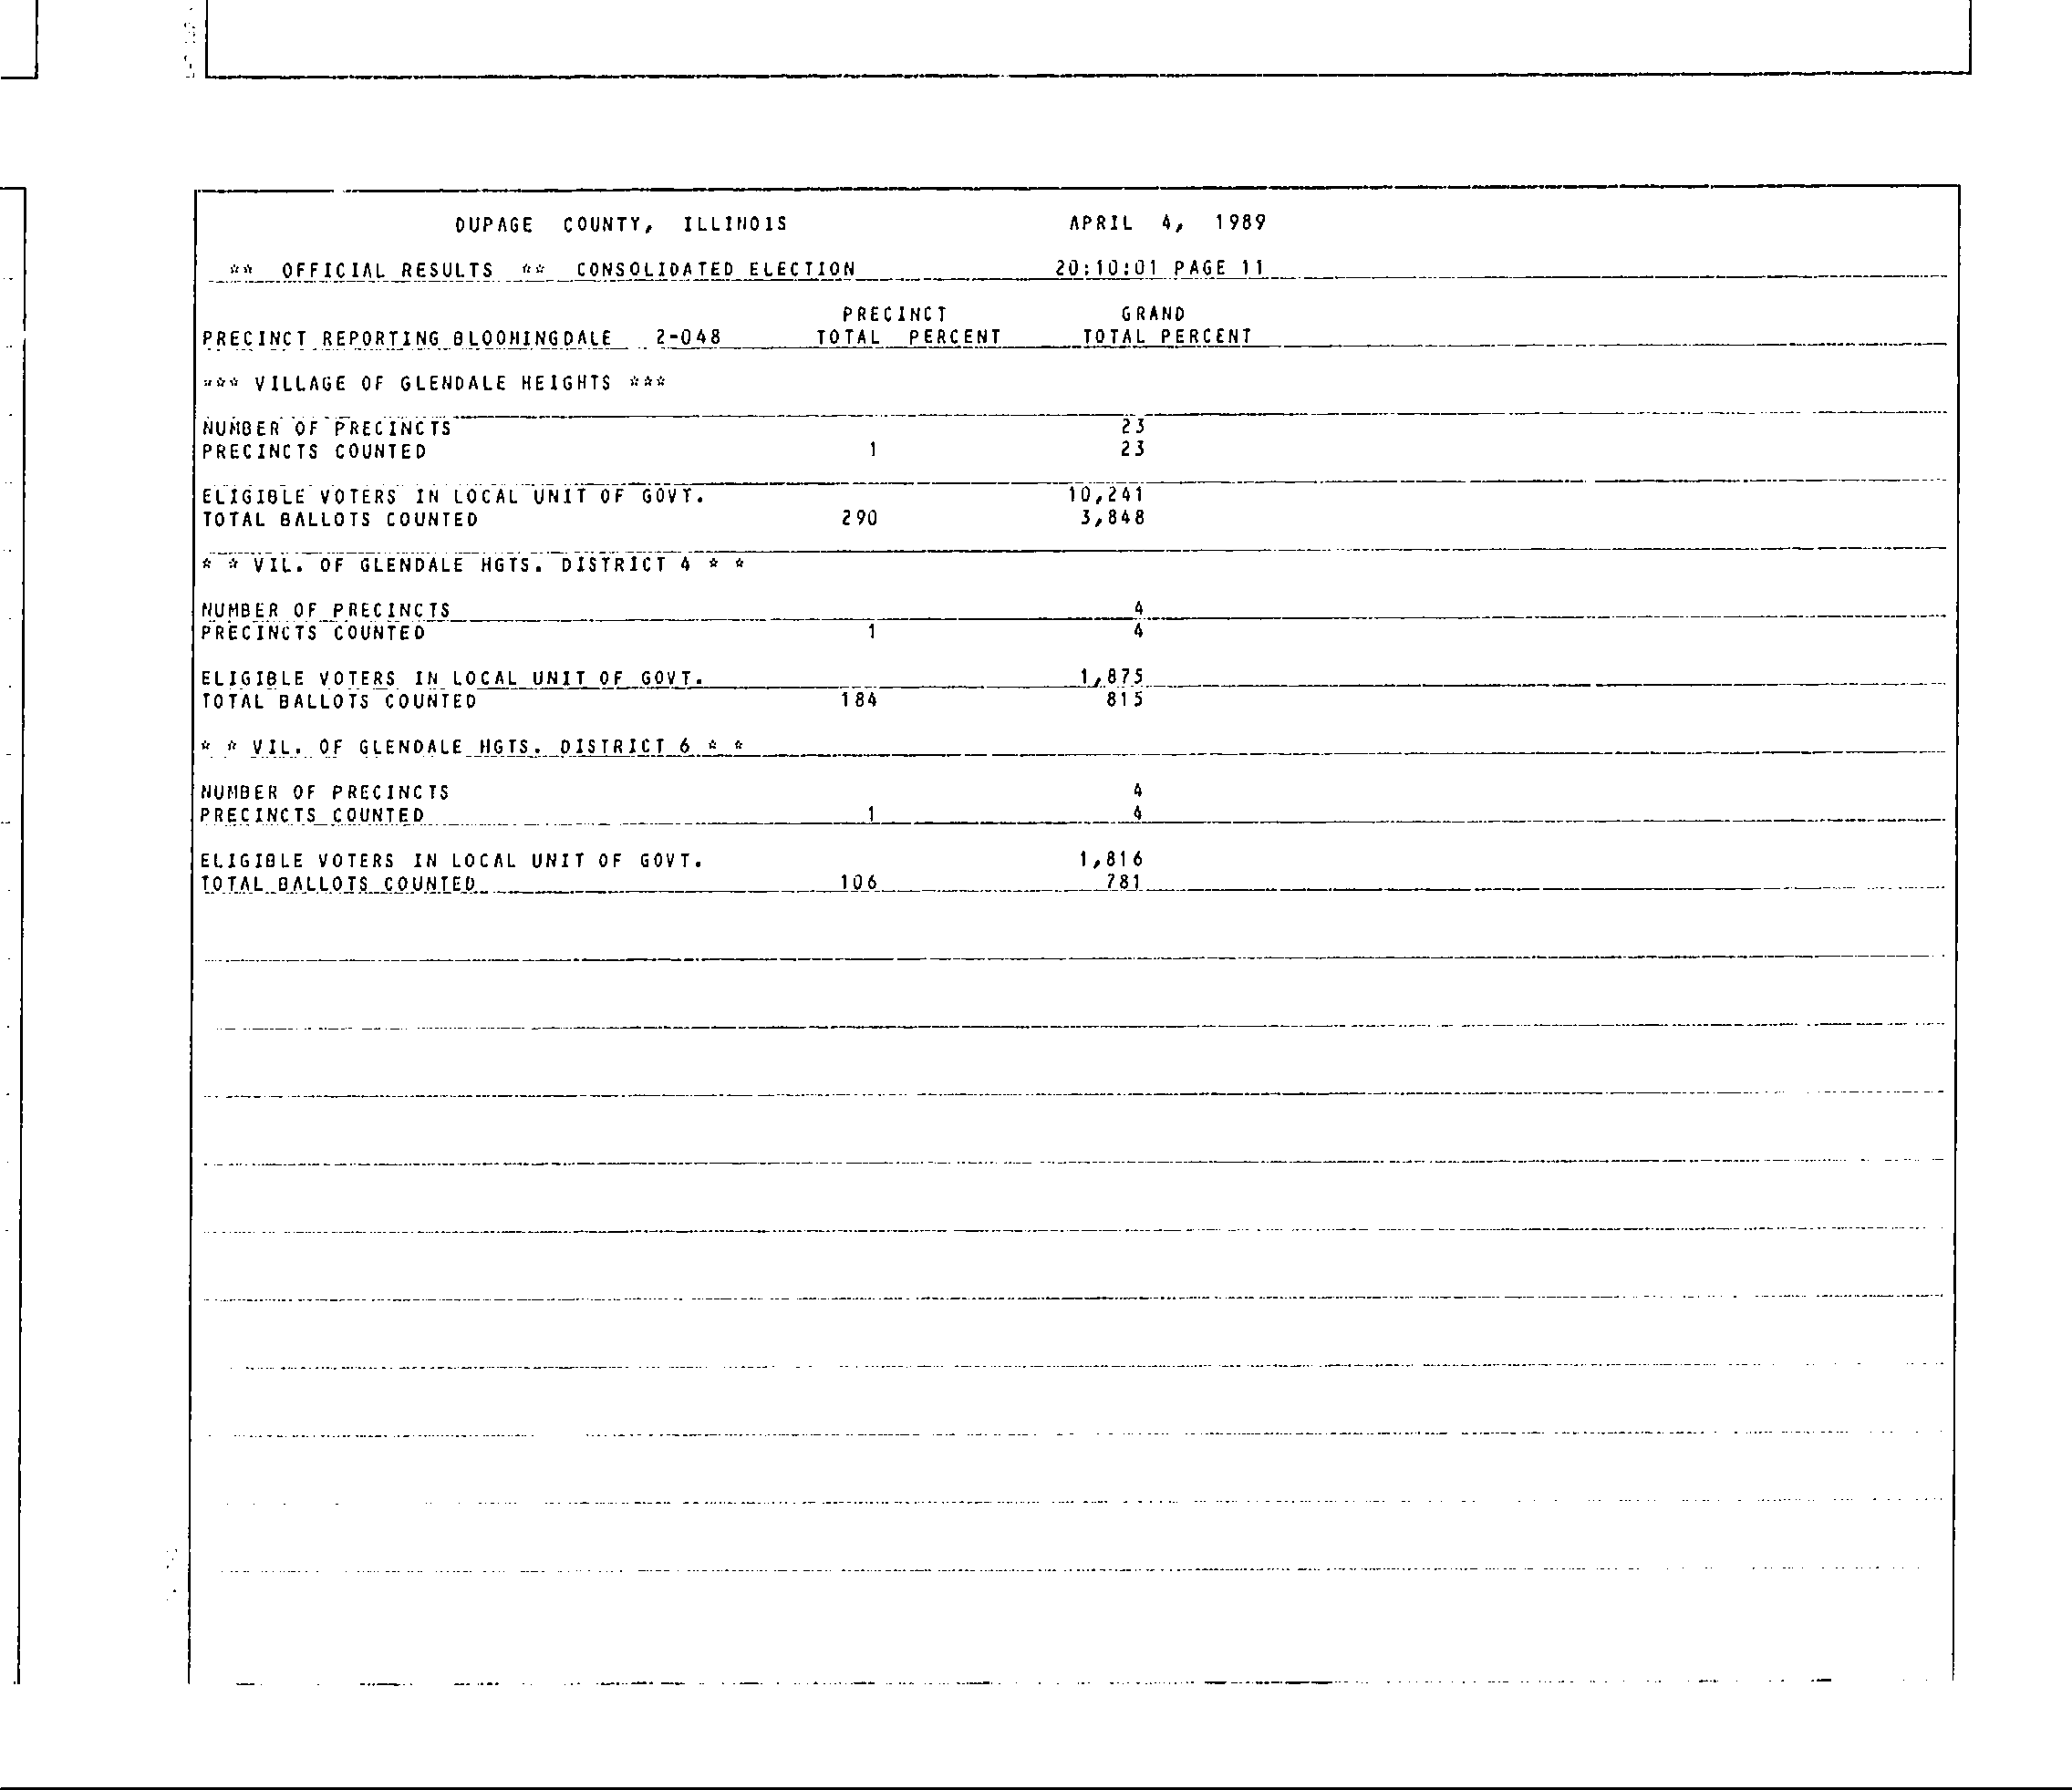 DUPAGE COUNTY, ILLINOIS APRIL 4, 1989
** OFFICIAL RESULTS ** CONSOLIDATED ELECTION 20:10:01 PAGE 11
PRECINCT GRAND
PRECINCT REPORTING BLOOMINGDALE 2-048 TOTAL PERCENT TOTAL PERCENT
*** VILLAGE OF GLENDALE HEIGHTS ***
NUMBER OF PRECINCTS 23
PRECINCTS COUNTED 1 23
ELIGIBLE VOTERS IN LOCAL UNIT OF GOVT. 10,241
TOTAL BALLOTS COUNTED 290 3,848
* * VIL. OF GLENDALE HGTS. DISTRICT 4 * *
NUMBER OF PRECINCTS 4
PRECINCTS COUNTED 1 4
ELIGIBLE VOTERS IN LOCAL UNIT OF GOVT. 1,875
TOTAL BALLOTS COUNTED 184 815
* * VIL. OF GLENDALE HGTS. DISTRICT 6 * *
NUMBER OF PRECINCTS 4
PRECINCTS COUNTED 1 4
ELIGIBLE VOTERS IN LOCAL UNIT OF GOVT. 1,816
TOTAL BALLOTS COUNTED 106 781